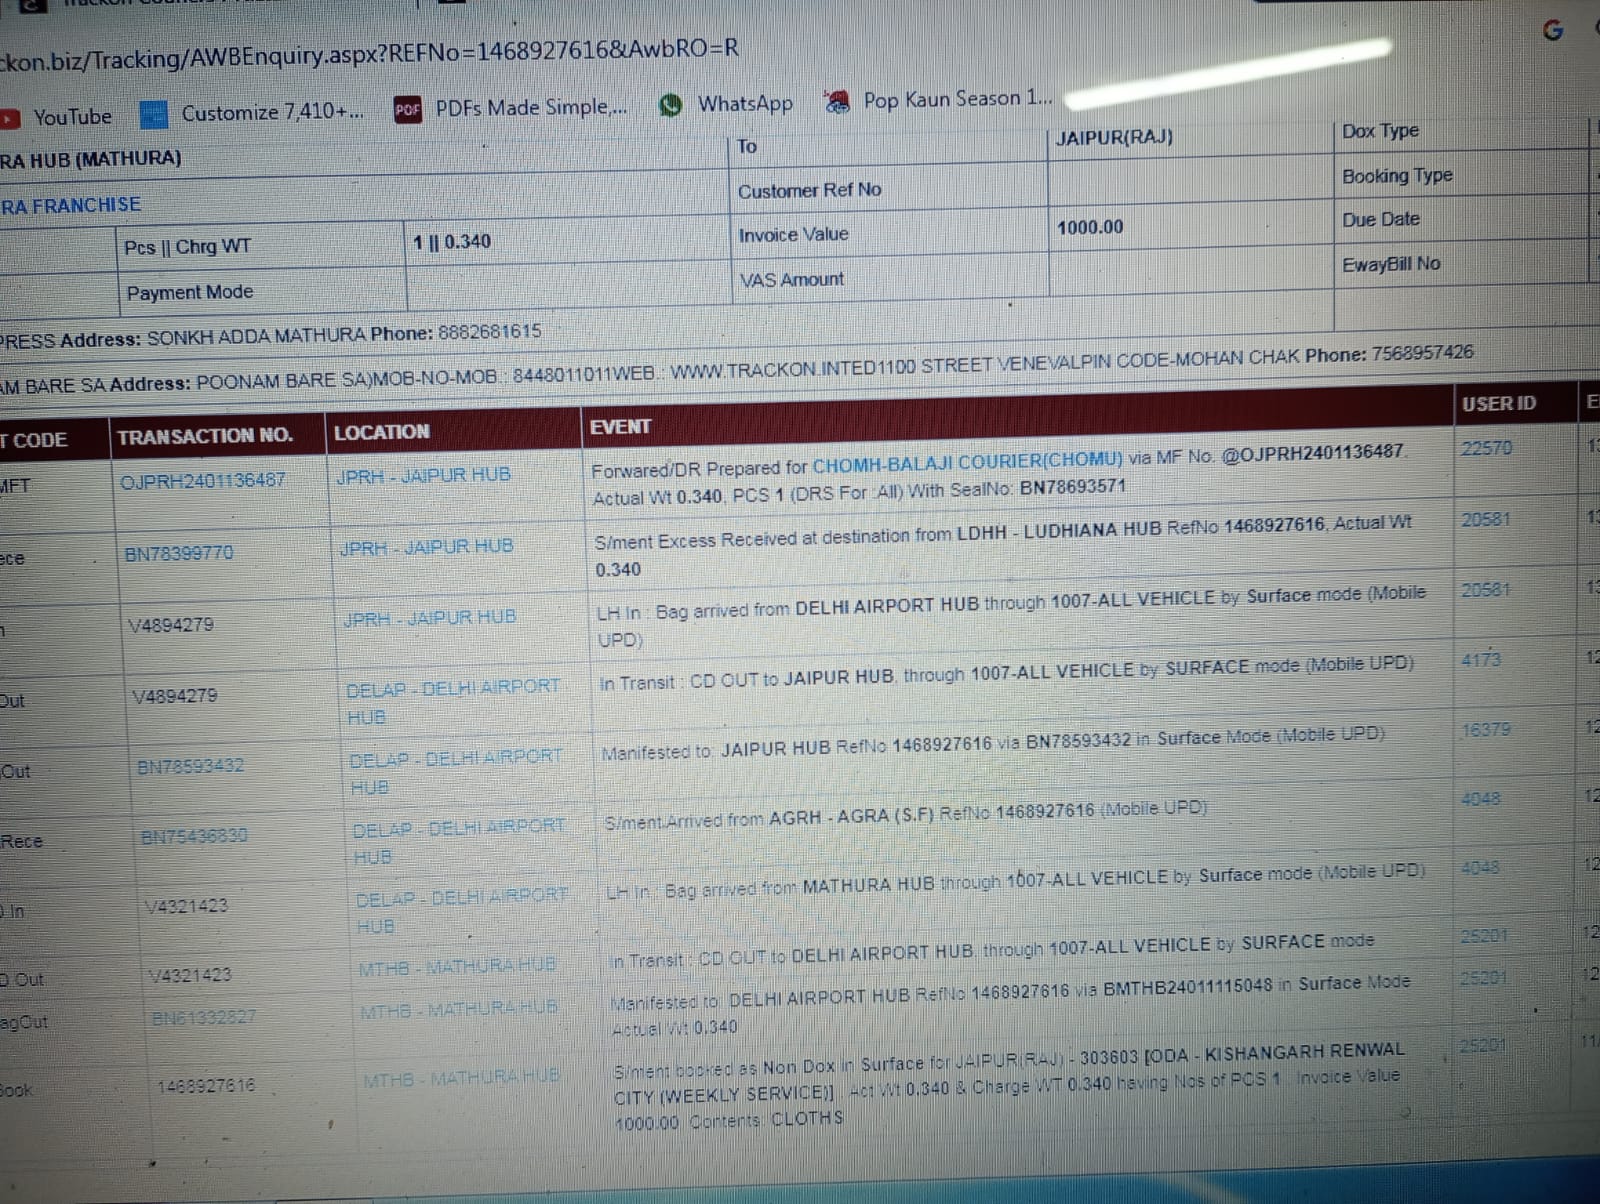 ckon.biz/Tracking/AWBEnquiry.aspx?REFNo=1468927616&AwbRO=R
YouTube Customize 7,410+... PDF PDFs Made Simple,... WhatsApp Pop Kaun Season 1...
RA HUB (MATHURA) To JAIPUR(RAJ) Dox Type
RA FRANCHISE Customer Ref No Booking Type
Pcs || Chrg WT 1 || 0.340 Invoice Value 1000.00 Due Date
Payment Mode VAS Amount EwayBill No
PRESS Address: SONKH ADDA MATHURA Phone: 8882681615
AM BARE SA Address: POONAM BARE SA)MOB-NO-MOB.: 8448011011WEB.: WWW.TRACKON.INTED1100 STREET VENEVALPIN CODE-MOHAN CHAK Phone: 7568957426
T CODE TRANSACTION NO. LOCATION EVENT USER ID E
MFT OJPRH2401136487 JPRH - JAIPUR HUB Forwared/DR Prepared for CHOMH-BALAJI COURIER(CHOMU) via MF No. @OJPRH2401136487. 22570
Actual Wt 0.340, PCS 1 (DRS For :All) With SealNo: BN78693571
ece BN78399770 JPRH - JAIPUR HUB S/ment Excess Received at destination from LDHH - LUDHIANA HUB RefNo 1468927616, Actual Wt 20581
0.340
V4894279 JPRH - JAIPUR HUB LH In : Bag arrived from DELHI AIRPORT HUB through 1007-ALL VEHICLE by Surface mode (Mobile 20581
UPD)
Out V4894279 DELAP - DELHI AIRPORT In Transit : CD OUT to JAIPUR HUB, through 1007-ALL VEHICLE by SURFACE mode (Mobile UPD) 4173
HUB
Out BN78593432 DELAP - DELHI AIRPORT Manifested to: JAIPUR HUB RefNo 1468927616 via BN78593432 in Surface Mode (Mobile UPD) 16379
HUB
Rece BN75436830 DELAP - DELHI AIRPORT S/ment Arrived from AGRH - AGRA (S.F) RefNo 1468927616 (Mobile UPD) 4048
HUB
In V4321423 DELAP - DELHI AIRPORT LH In : Bag arrived from MATHURA HUB through 1007-ALL VEHICLE by Surface mode (Mobile UPD) 4048
HUB
D Out V4321423 MTHB - MATHURA HUB In Transit : CD OUT to DELHI AIRPORT HUB, through 1007-ALL VEHICLE by SURFACE mode 25201
agOut BN61332827 MTHB - MATHURA HUB Manifested to: DELHI AIRPORT HUB RefNo 1468927616 via BMTHB24011115048 in Surface Mode 25201
Actual Wt 0.340
Book 1468927616 MTHB - MATHURA HUB S/ment booked as Non Dox in Surface for JAIPUR(RAJ) - 303603 [ODA - KISHANGARH RENWAL 25201
CITY (WEEKLY SERVICE)] , Act Wt 0.340 & Charge WT 0.340 having Nos of PCS 1 , Invoice Value
1000.00 Contents: CLOTHS